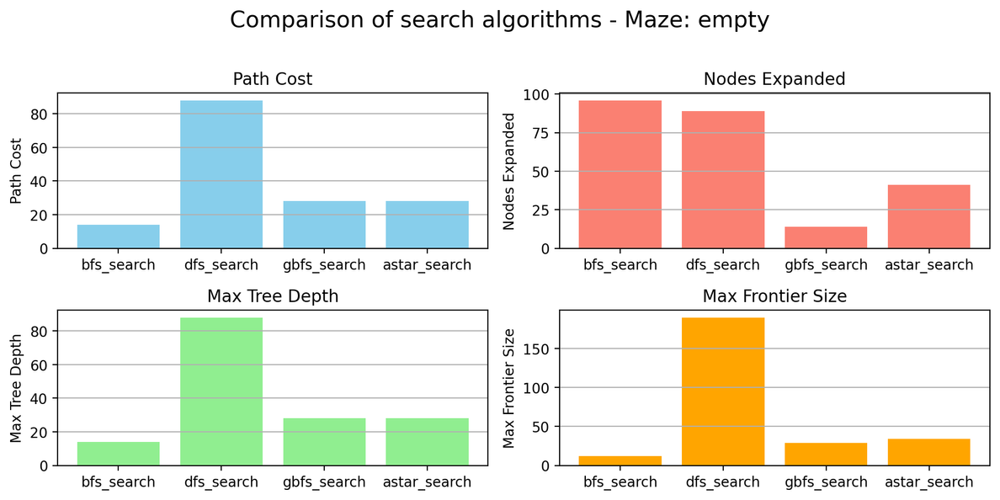 Comparison of search algorithms - Maze: empty
Path Cost
Path Cost
80
60
40
20
0
bfs_search dfs_search gbfs_search astar_search
Nodes Expanded
Nodes Expanded
100
75
50
25
0
bfs_search dfs_search gbfs_search astar_search
Max Tree Depth
Max Tree Depth
80
60
40
20
0
bfs_search dfs_search gbfs_search astar_search
Max Frontier Size
Max Frontier Size
150
100
50
0
bfs_search dfs_search gbfs_search astar_search